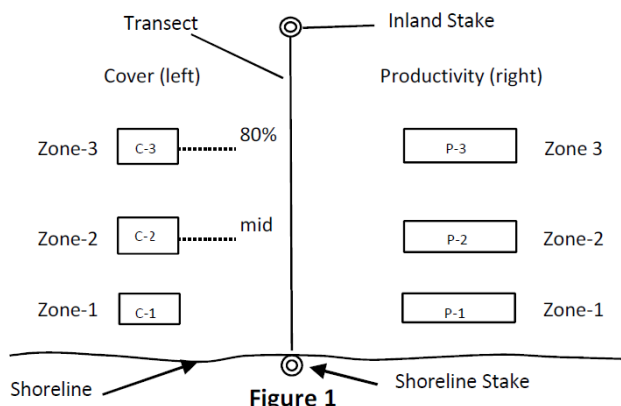 Transect
Inland Stake
Cover (left)
Productivity (right)
80%
Zone-3
C-3
P-3
Zone 3
mid
Zone-2
C-2
P-2
Zone-2
Zone-1
C-1
P-1
Zone-1
Shoreline
Shoreline Stake
Figure 1